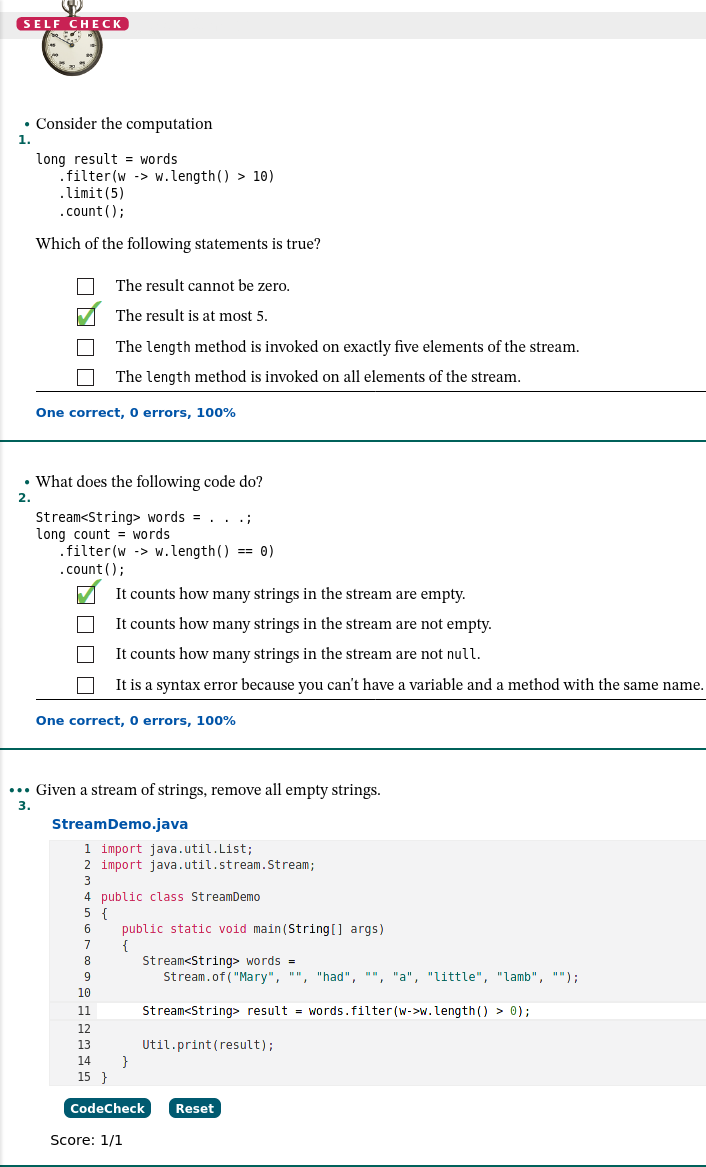 SELF CHECK
• Consider the computation
1.
long result = words
   .filter(w -> w.length() > 10)
   .limit(5)
   .count();
Which of the following statements is true?
The result cannot be zero.
The result is at most 5.
The length method is invoked on exactly five elements of the stream.
The length method is invoked on all elements of the stream.
One correct, 0 errors, 100%
• What does the following code do?
2.
Stream<String> words = . . .;
long count = words
   .filter(w -> w.length() == 0)
   .count();
It counts how many strings in the stream are empty.
It counts how many strings in the stream are not empty.
It counts how many strings in the stream are not null.
It is a syntax error because you can't have a variable and a method with the same name.
One correct, 0 errors, 100%
••• Given a stream of strings, remove all empty strings.
3.
StreamDemo.java
1 import java.util.List;
2 import java.util.stream.Stream;
3
4 public class StreamDemo
5 {
6    public static void main(String[] args)
7    {
8       Stream<String> words =
9          Stream.of("Mary", "", "had", "", "a", "little", "lamb", "");
10
11       Stream<String> result = words.filter(w->w.length() > 0);
12
13       Util.print(result);
14    }
15 }
CodeCheck Reset
Score: 1/1